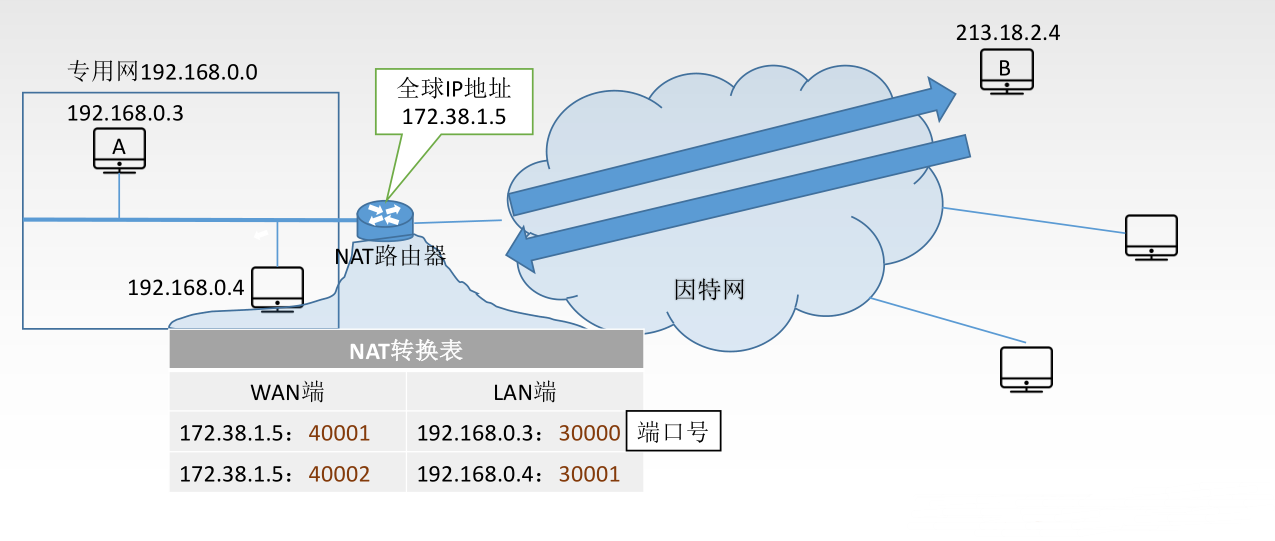 213.18.2.4
B
专用网192.168.0.0
全球IP地址
172.38.1.5
192.168.0.3
A
NAT路由器
192.168.0.4
因特网
NAT转换表
WAN端 LAN端
172.38.1.5：40001 192.168.0.3：30000 端口号
172.38.1.5：40002 192.168.0.4：30001